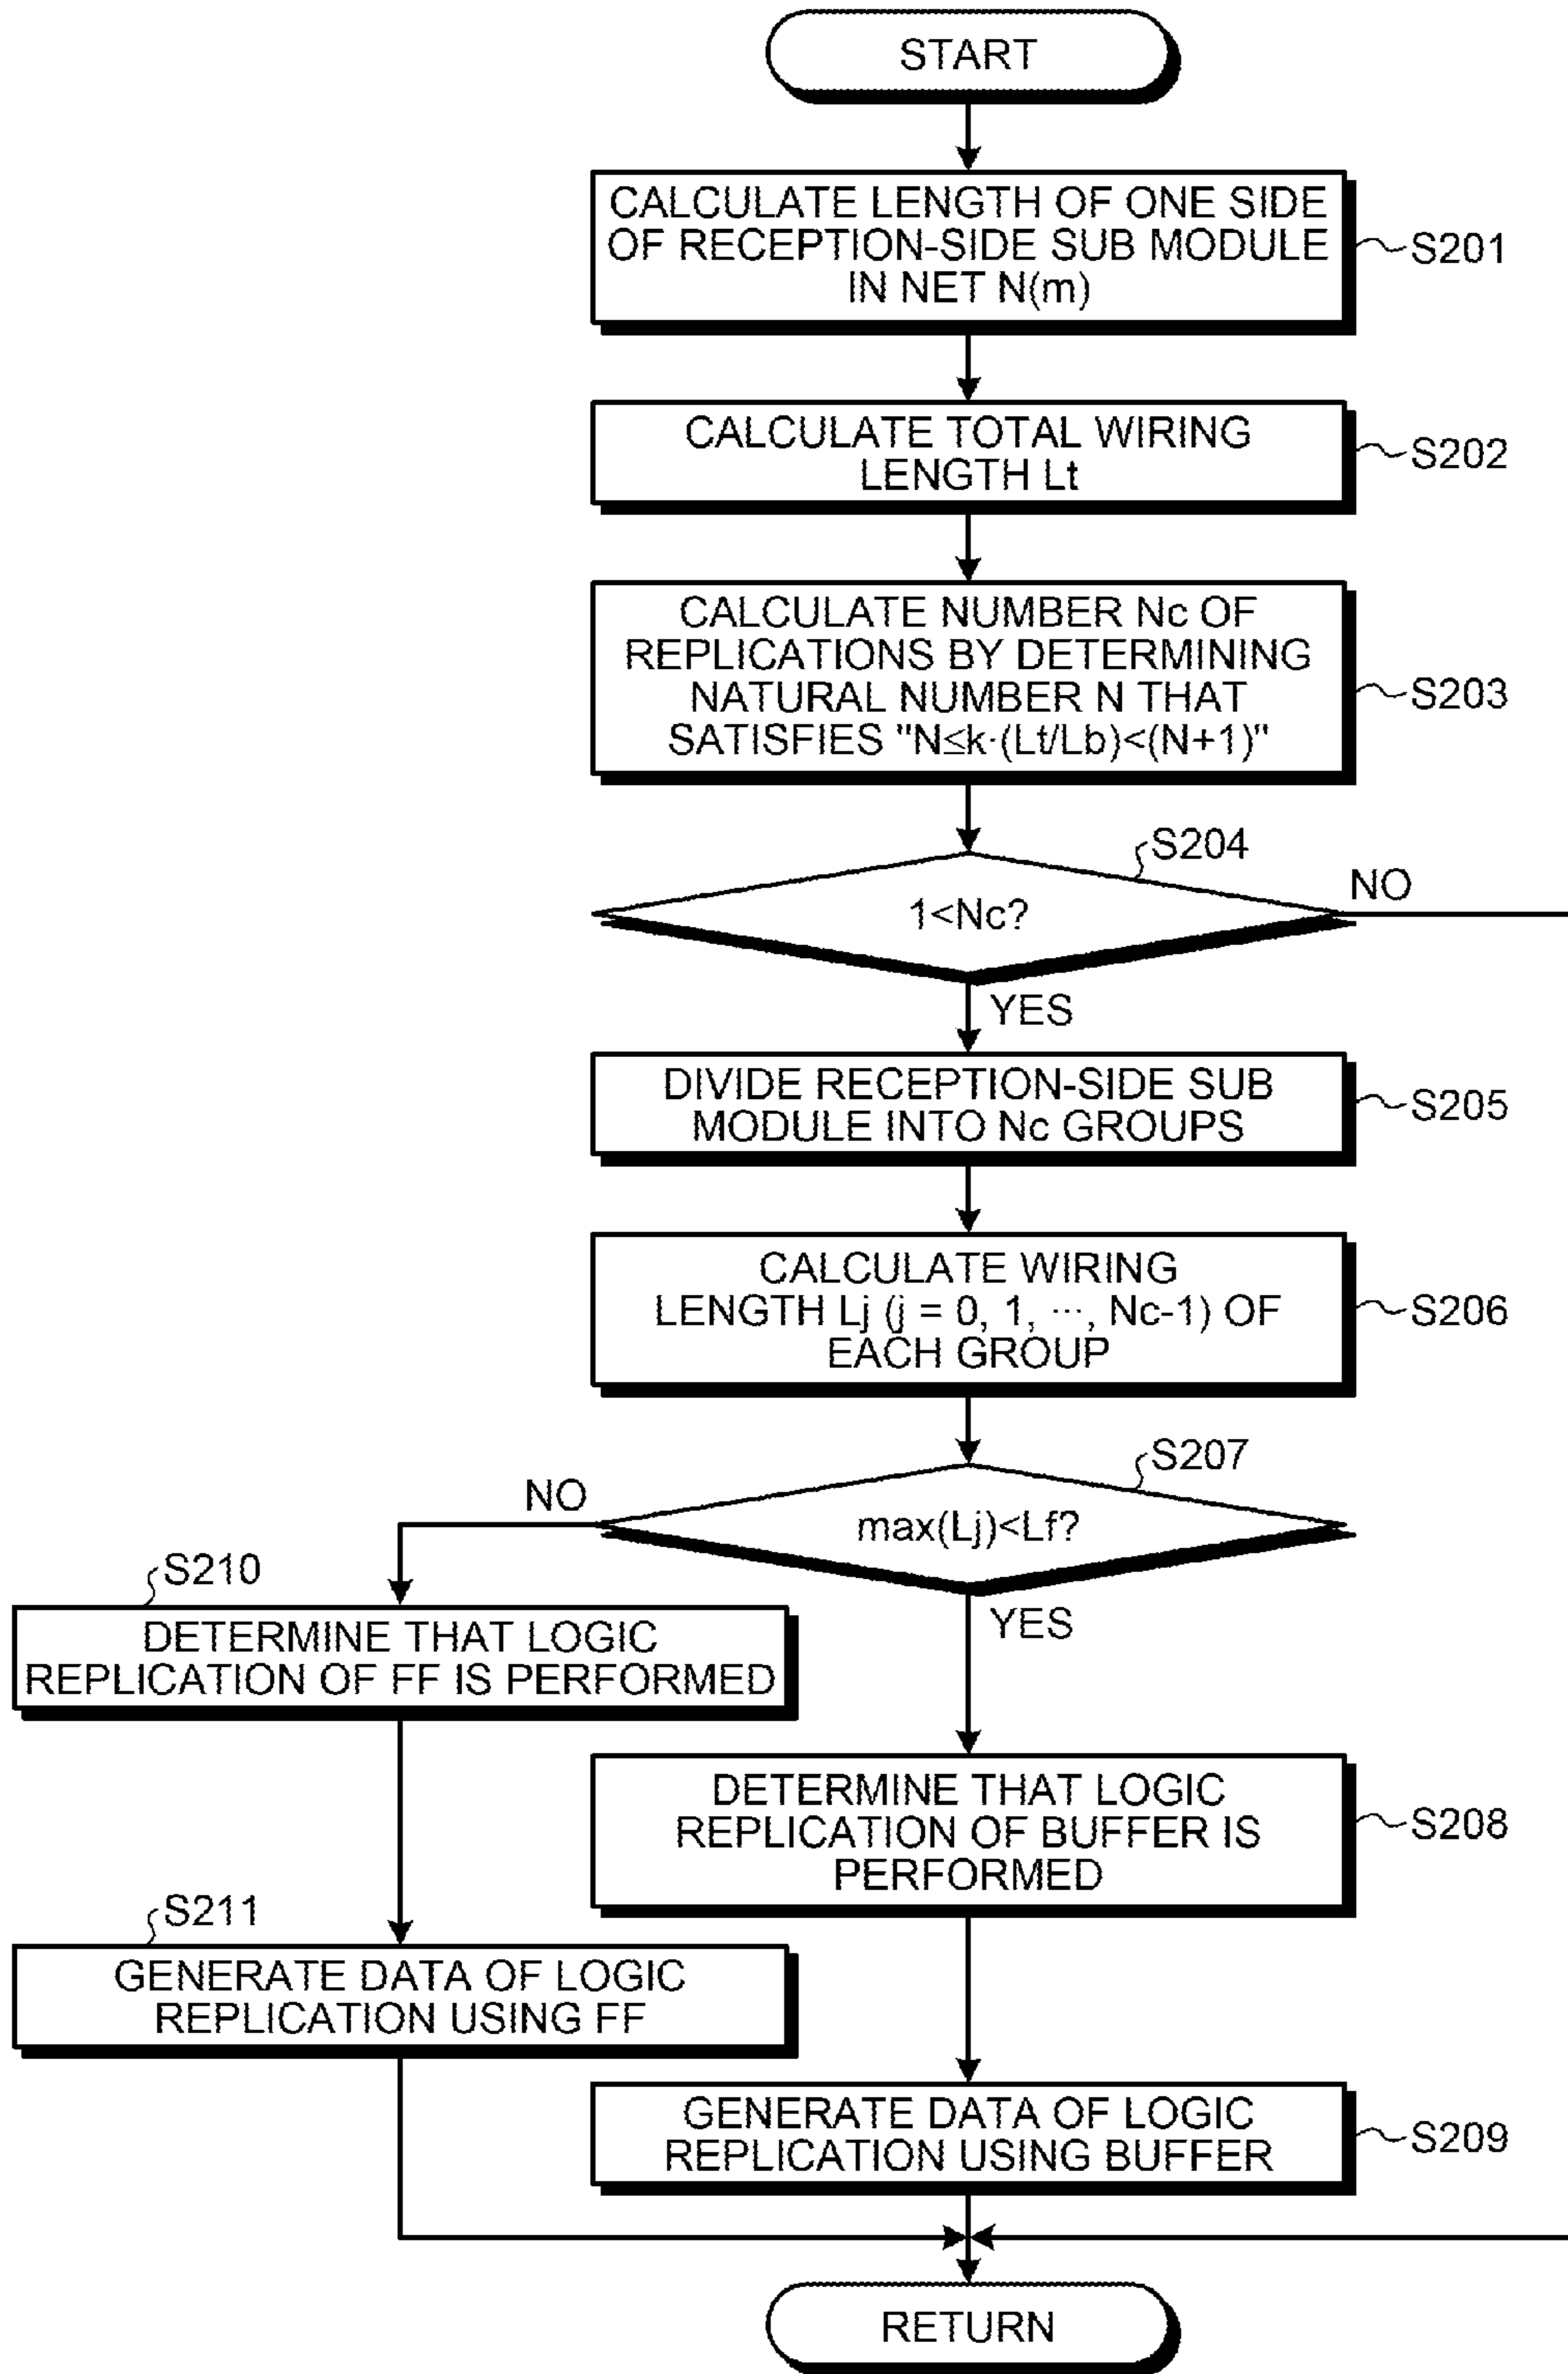 START
CALCULATE LENGTH OF ONE SIDE
OF RECEPTION-SIDE SUB MODULE
IN NET N(m)
S201
CALCULATE TOTAL WIRING
LENGTH Lt
S202
CALCULATE NUMBER Nc OF
REPLICATIONS BY DETERMINING
NATURAL NUMBER N THAT
SATISFIES "N≤k·(Lt/Lb)<(N+1)"
S203
S204
1<Nc?
NO
YES
DIVIDE RECEPTION-SIDE SUB
MODULE INTO Nc GROUPS
S205
CALCULATE WIRING
LENGTH Lj (j = 0, 1, ···, Nc-1) OF
EACH GROUP
S206
S207
max(Lj)<Lf?
NO
YES
S210
DETERMINE THAT LOGIC
REPLICATION OF FF IS PERFORMED
DETERMINE THAT LOGIC
REPLICATION OF BUFFER IS
PERFORMED
S208
S211
GENERATE DATA OF LOGIC
REPLICATION USING FF
GENERATE DATA OF LOGIC
REPLICATION USING BUFFER
S209
RETURN